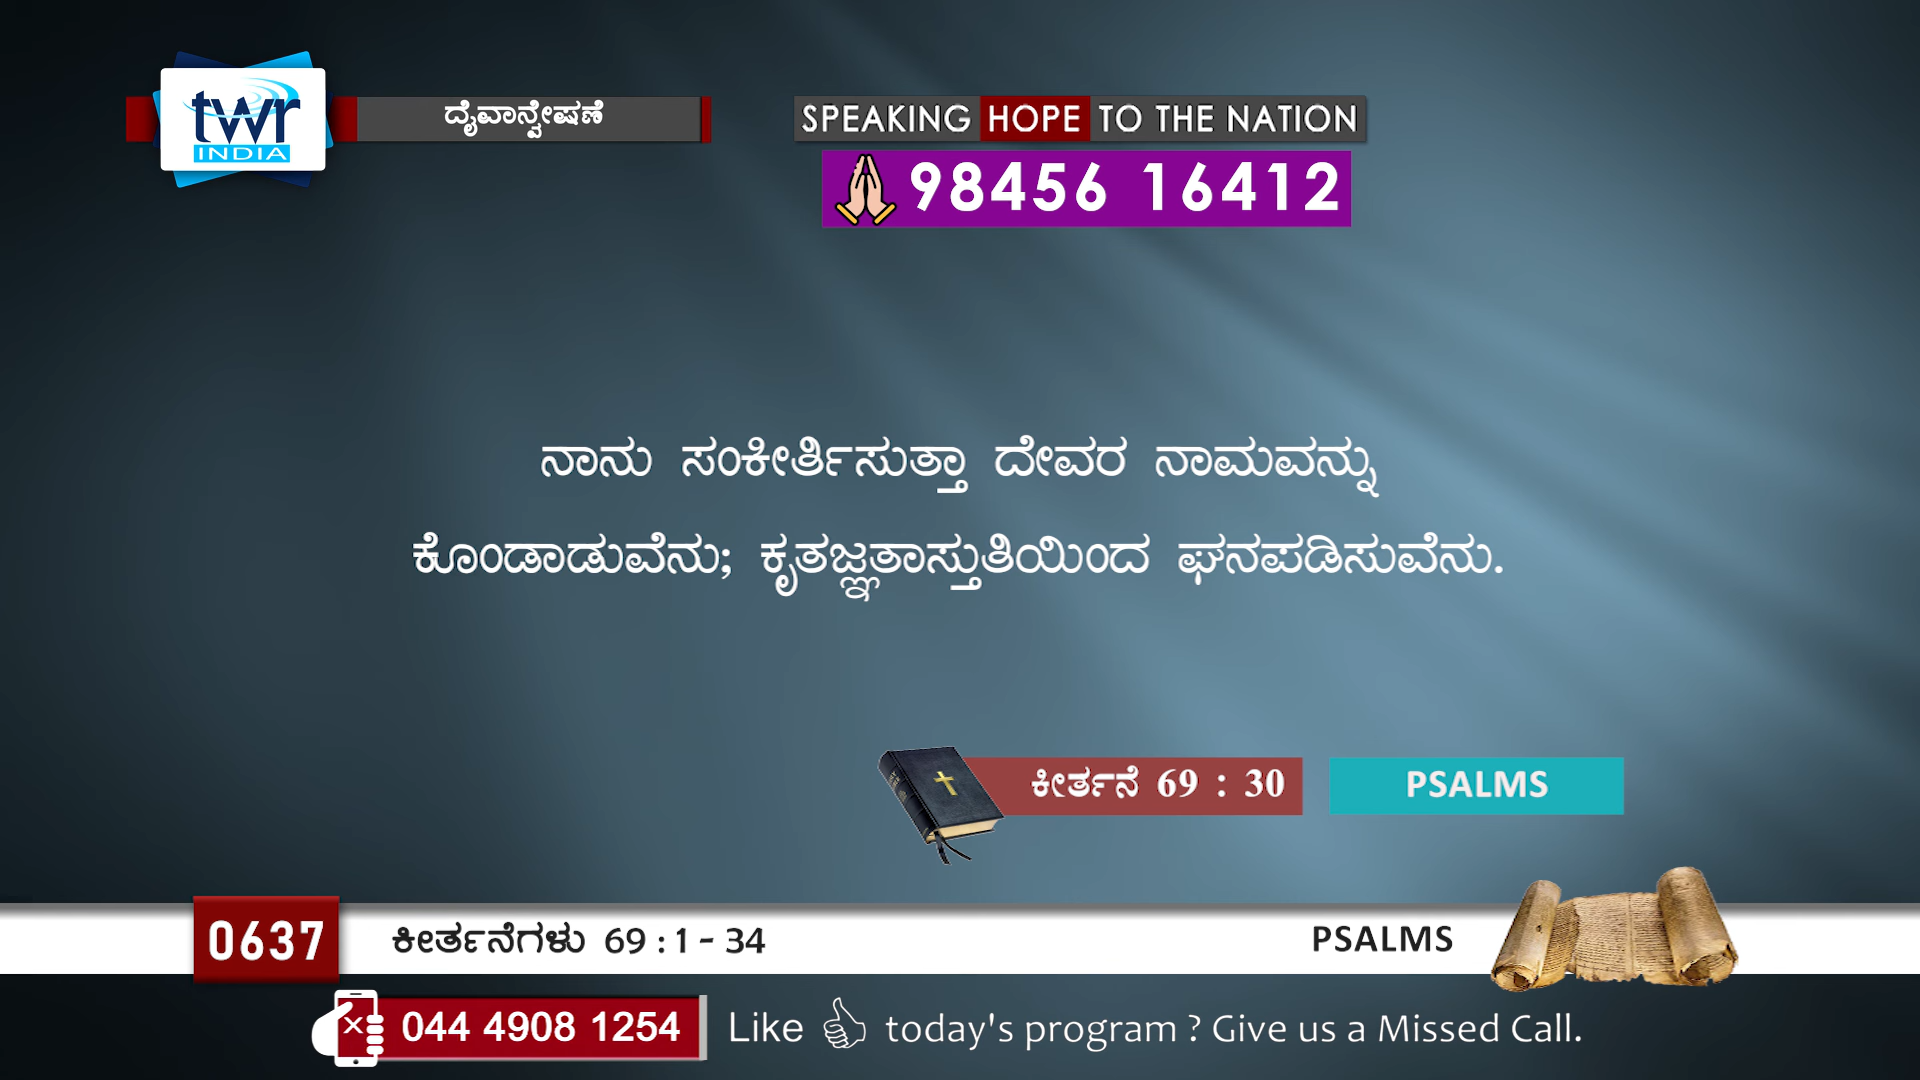 twr
INDIA
ದೈವಾನ್ವೇಷಣೆ
SPEAKING HOPE TO THE NATION
98456 16412
ನಾನು ಸಂಕೀರ್ತಿಸುತ್ತಾ ದೇವರ ನಾಮವನ್ನು
ಕೊಂಡಾಡುವೆನು; ಕೃತಜ್ಞತಾಸ್ತುತಿಯಿಂದ ಘನಪಡಿಸುವೆನು.
ಕೀರ್ತನೆ 69 : 30
PSALMS
0637
ಕೀರ್ತನೆಗಳು 69 : 1 - 34
PSALMS
044 4908 1254
Like today's program ? Give us a Missed Call.